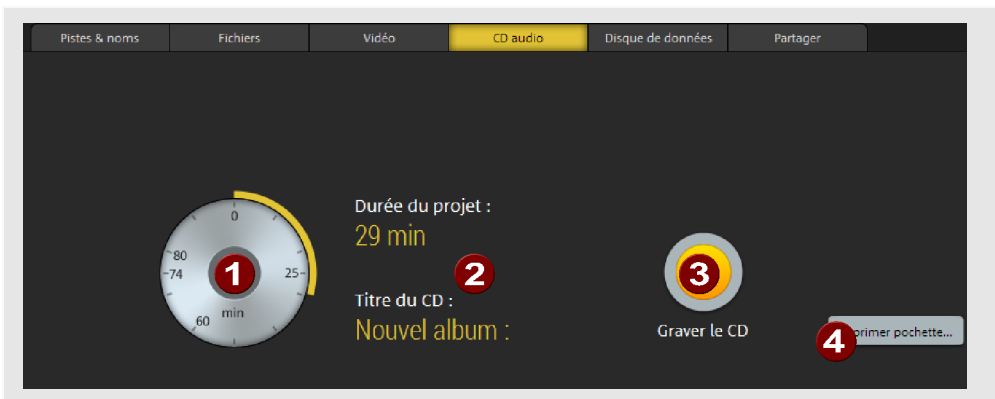 Pistes & noms Fichiers Vidéo CD audio Disque de données Partager
0
25
60
74
80
min
1
Durée du projet :
29 min
2
Titre du CD :
Nouvel album :
3
Graver le CD
4
pochette...